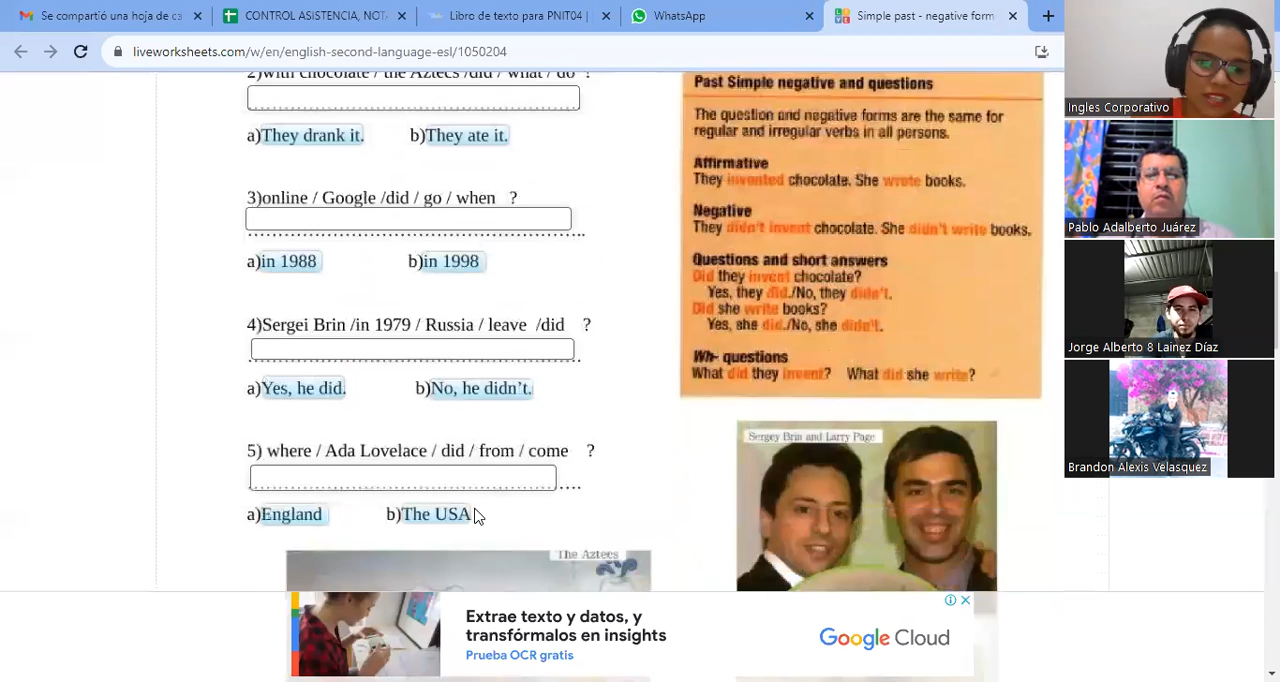 Se compartió una hoja de cá
CONTROL ASISTENCIA, NOTA
Libro de texto para PNIT04
WhatsApp
Simple past - negative form
liveworksheets.com/w/en/english-second-language-esl/1050204
2)with chocolate / the Aztecs /did / what / do ?
a)They drank it. b)They ate it.
3)online / Google /did / go / when ?
a)in 1988 b)in 1998
4)Sergei Brin /in 1979 / Russia / leave /did ?
a)Yes, he did. b)No, he didn't.
5) where / Ada Lovelace / did / from / come ?
a)England b)The USA
The Aztecs
Past Simple negative and questions
The question and negative forms are the same for
regular and irregular verbs in all persons.
Affirmative
They invented chocolate. She wrote books.
Negative
They didn't invent chocolate. She didn't write books.
Questions and short answers
Did they invent chocolate?
Yes, they did./No, they didn't.
Did she write books?
Yes, she did./No, she didn't.
Wh- questions
What did they invent? What did she write?
Sergey Brin and Larry Page
Extrae texto y datos, y
transfórmalos en insights
Prueba OCR gratis
Google Cloud
Ingles Corporativo
Pablo Adalberto Juárez
Jorge Alberto 8 Lainez Díaz
Brandon Alexis Velasquez